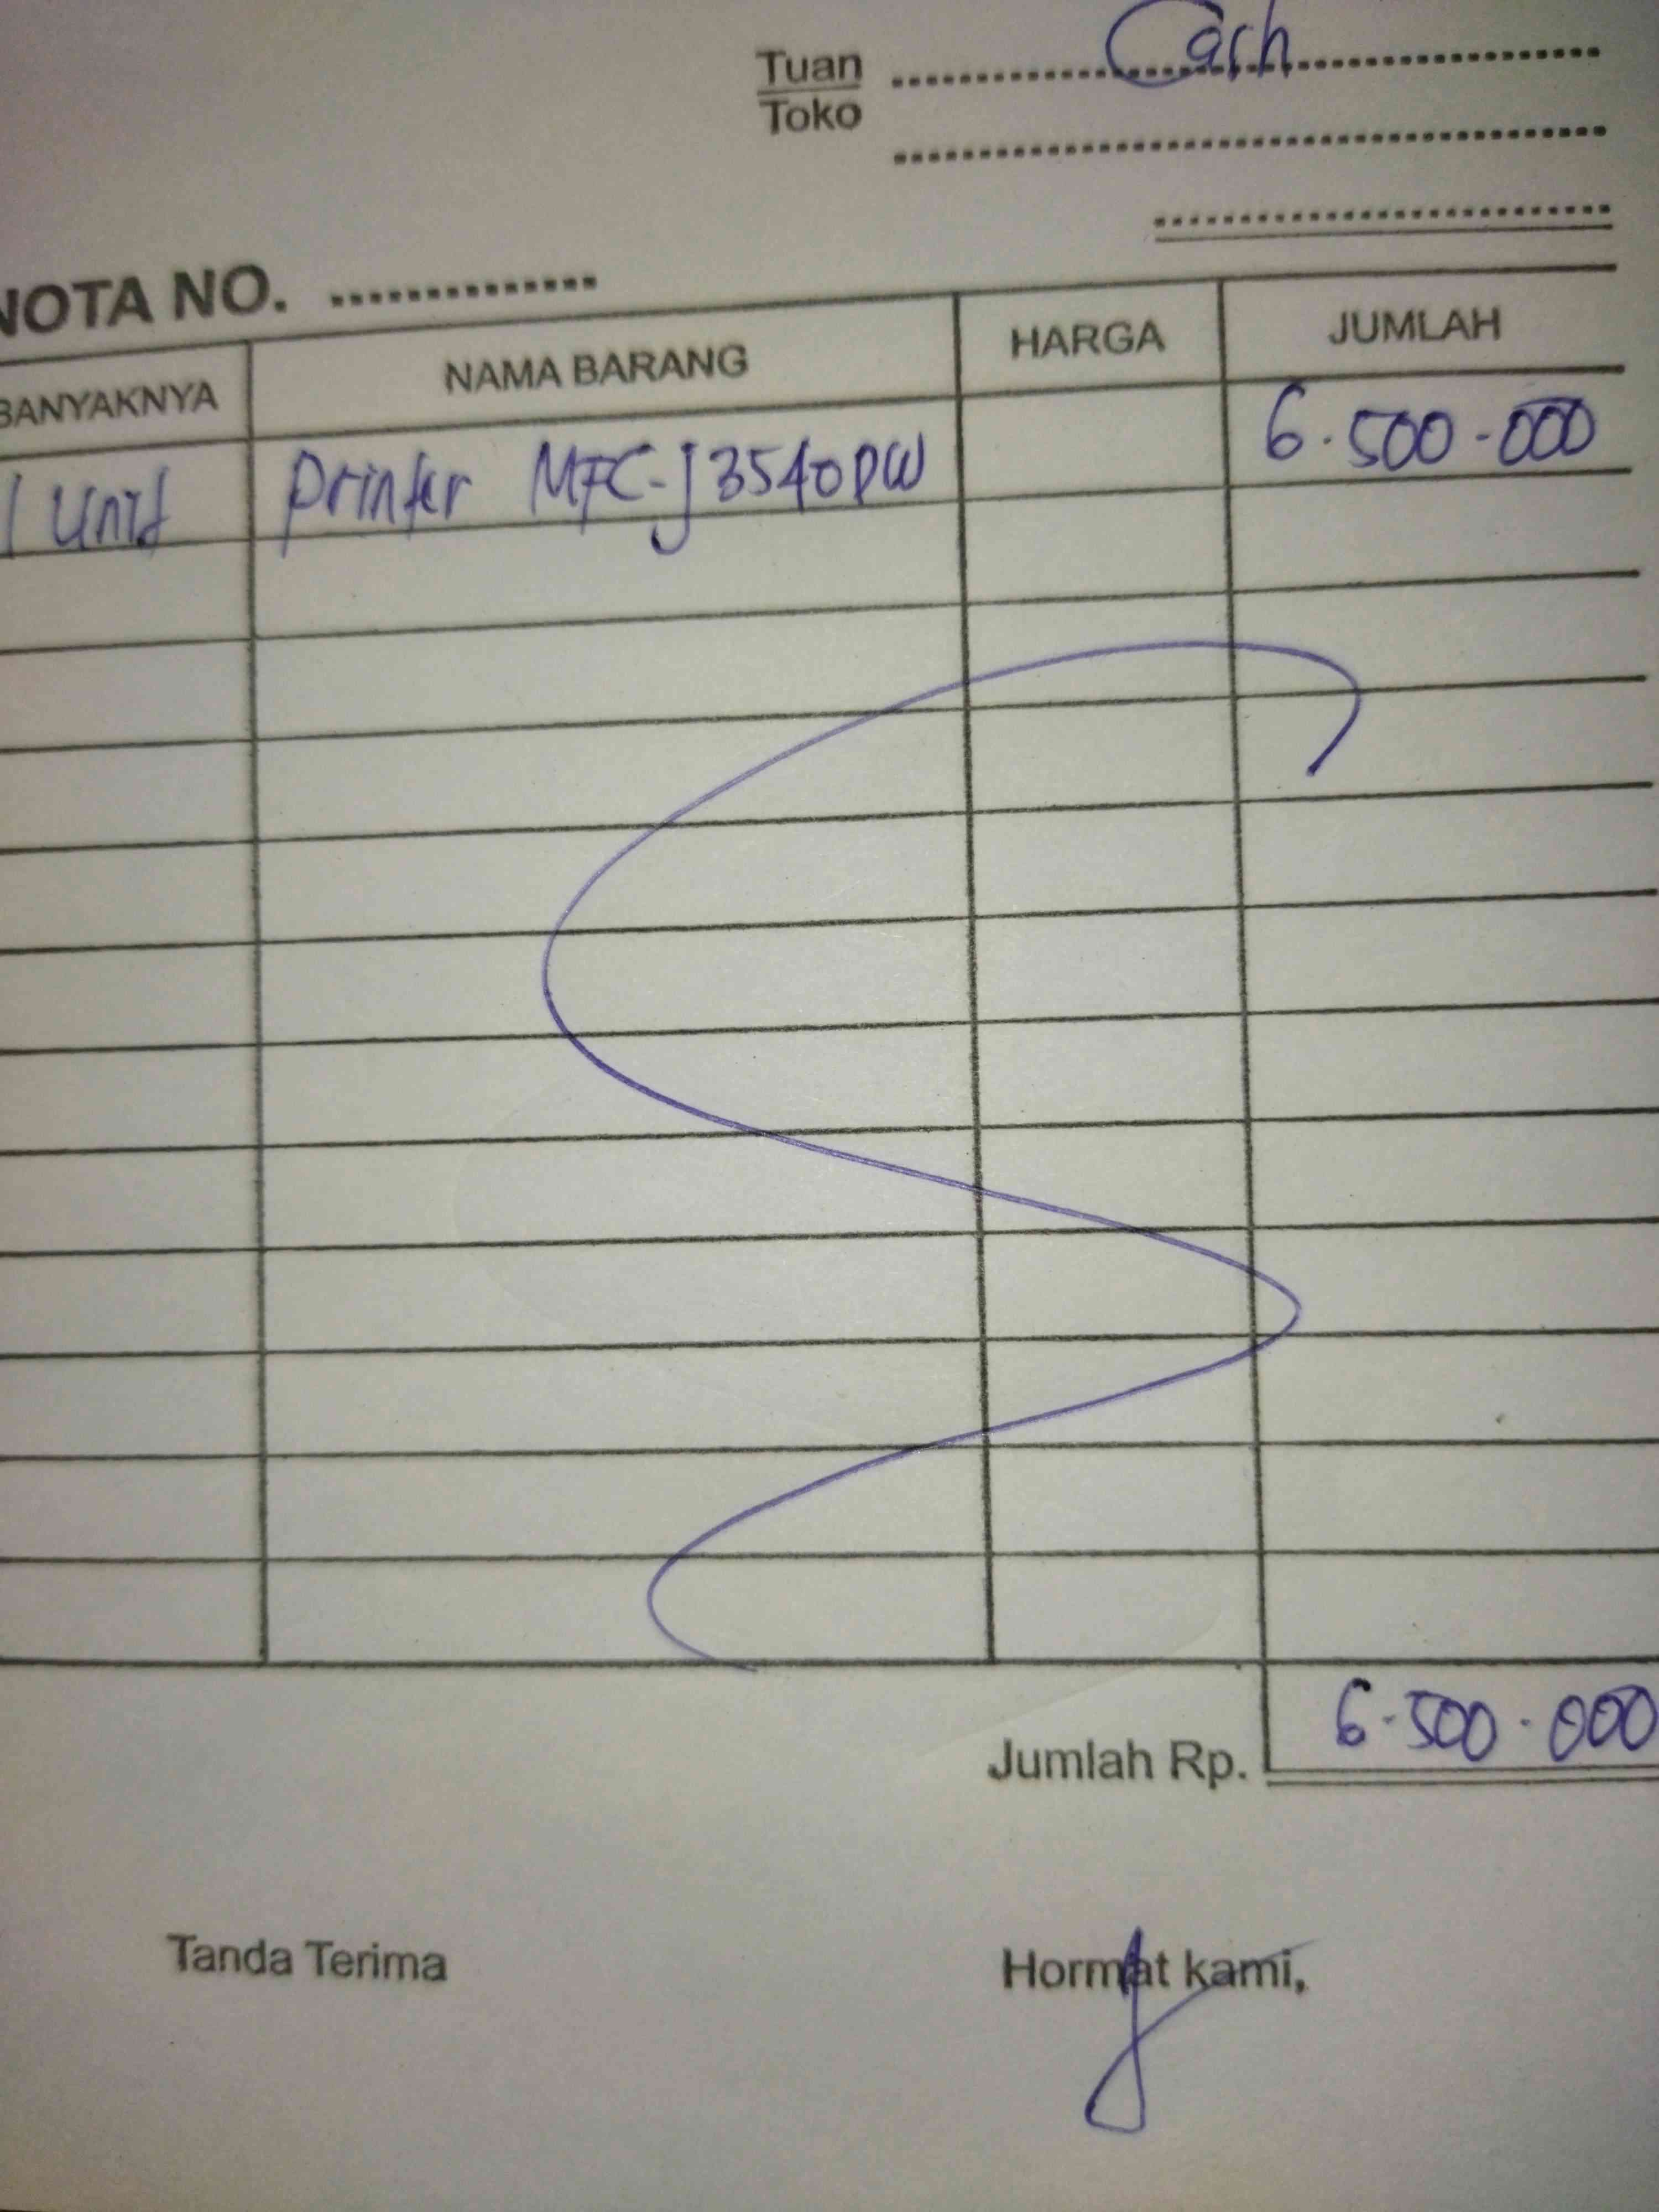 Tuan Cash
Toko
NOTA NO.
BANYAKNYA NAMA BARANG HARGA JUMLAH
1 Unit Printer MFC-J3540DW 6.500.000
Jumlah Rp. 6.500.000
Tanda Terima Hormat kami,